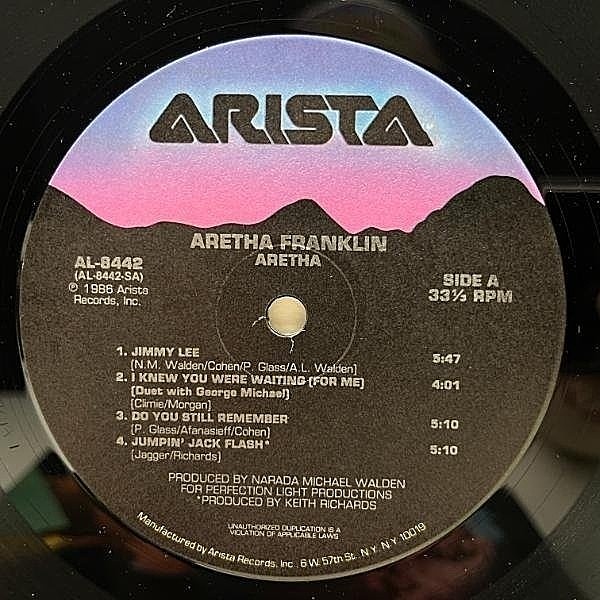 ARISTA
ARETHA FRANKLIN
ARETHA
AL-8442
(AL-8442-SA)
℗ 1986 Arista
Records, Inc.
SIDE A
33⅓ RPM
1. JIMMY LEE 5:47
(N.M. Walden/Cohen/P. Glass/A.L. Walden)
2. I KNEW YOU WERE WAITING (FOR ME) 4:01
(Duet with George Michael)
(Climie/Morgan)
3. DO YOU STILL REMEMBER 5:10
(P. Glass/Afanasieff/Cohen)
4. JUMPIN' JACK FLASH* 5:10
(Jagger/Richards)
PRODUCED BY NARADA MICHAEL WALDEN
FOR PERFECTION LIGHT PRODUCTIONS
*PRODUCED BY KEITH RICHARDS
UNAUTHORIZED DUPLICATION IS A
VIOLATION OF APPLICABLE LAWS
Manufactured by Arista Records, Inc. 6 W. 57th St. N.Y. N.Y 10019